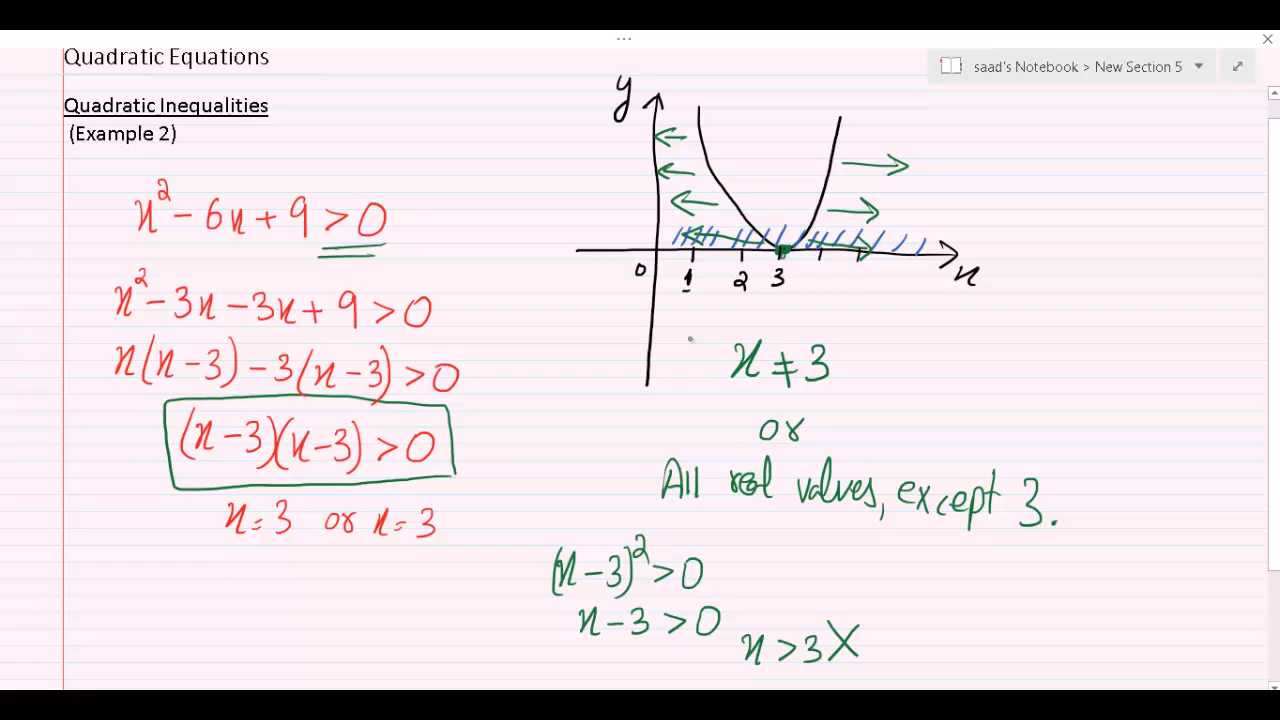 Quadratic Equations
saad's Notebook > New Section 5
Quadratic Inequalities
(Example 2)
x² - 6x + 9 > 0
x² - 3x - 3x + 9 > 0
x(x - 3) - 3(x - 3) > 0
(x - 3)(x - 3) > 0
x = 3 or x = 3
y
0 1 2 3 x
x ≠ 3
or
All real values, except 3.
(x - 3)² > 0
x - 3 > 0
x > 3 X